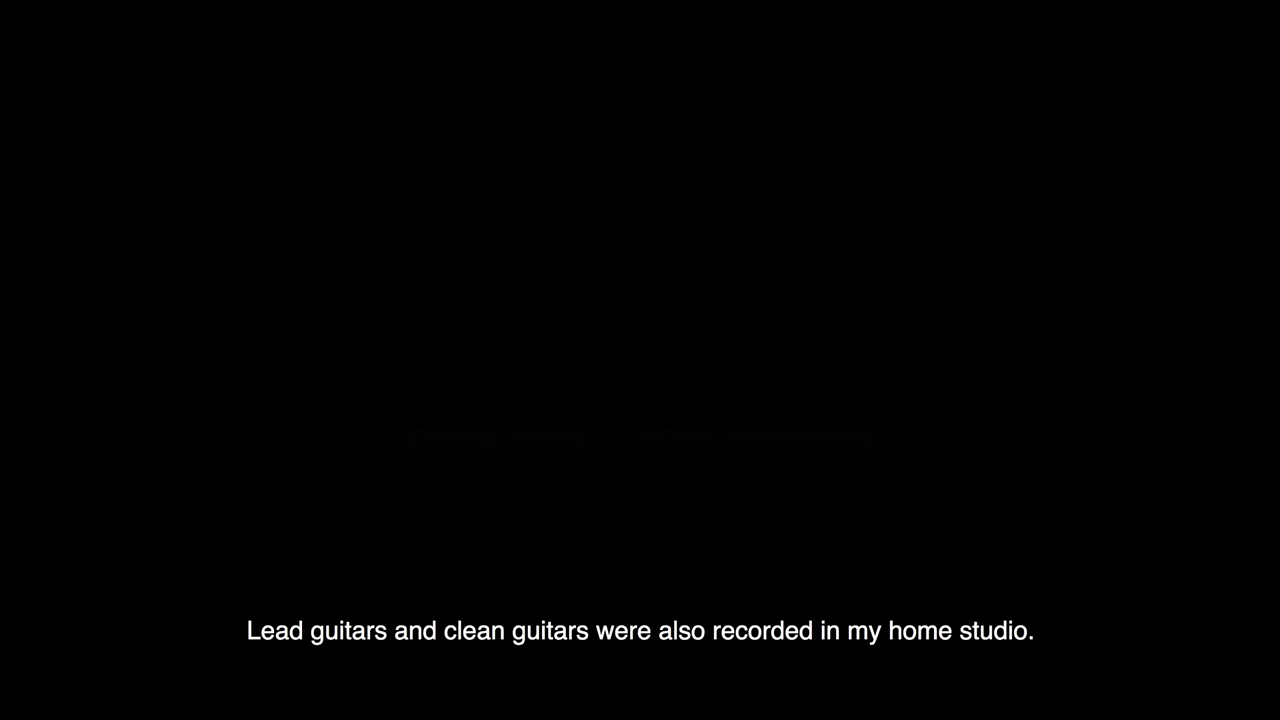 Lead guitars and clean guitars were also recorded in my home studio.